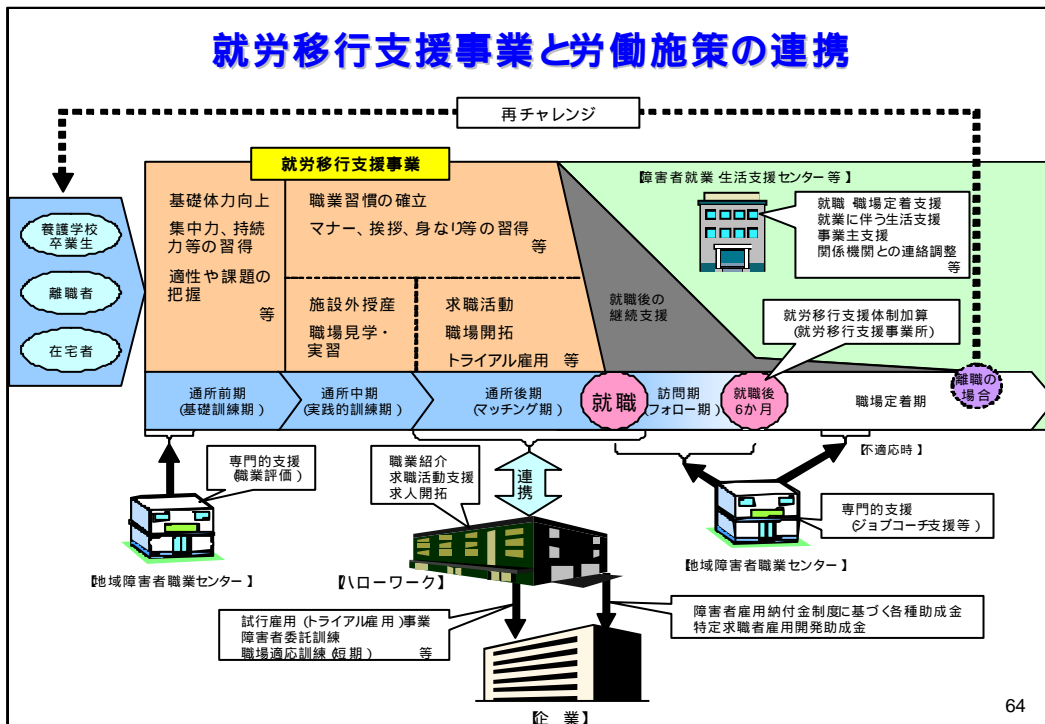 就労移行支援事業と労働施策の連携
再チャレンジ
就労移行支援事業
養護学校
卒業生
離職者
在宅者
基礎体力向上
集中力、持続
力等の習得
適性や課題の
把握
等
職業習慣の確立
マナー、挨拶、身なり等の習得
等
施設外授産
職場見学・
実習
求職活動
職場開拓
トライアル雇用 等
就職後の
継続支援
【障害者就業 生活支援センター等】
就職 職場定着支援
就業に伴う生活支援
事業主支援
関係機関との連絡調整
等
就労移行支援体制加算
(就労移行支援事業所)
通所前期
(基礎訓練期)
通所中期
(実践的訓練期)
通所後期
(マッチング期)
就職
訪問期
(フォロー期)
就職後
6か月
職場定着期
離職の
場合
【不適応時】
専門的支援
(職業評価)
【地域障害者職業センター】
職業紹介
求職活動支援
求人開拓
連
携
【ハローワーク】
専門的支援
(ジョブコーチ支援等)
【地域障害者職業センター】
試行雇用(トライアル雇用)事業
障害者委託訓練
職場適応訓練(短期) 等
障害者雇用納付金制度に基づく各種助成金
特定求職者雇用開発助成金
【企 業】
64